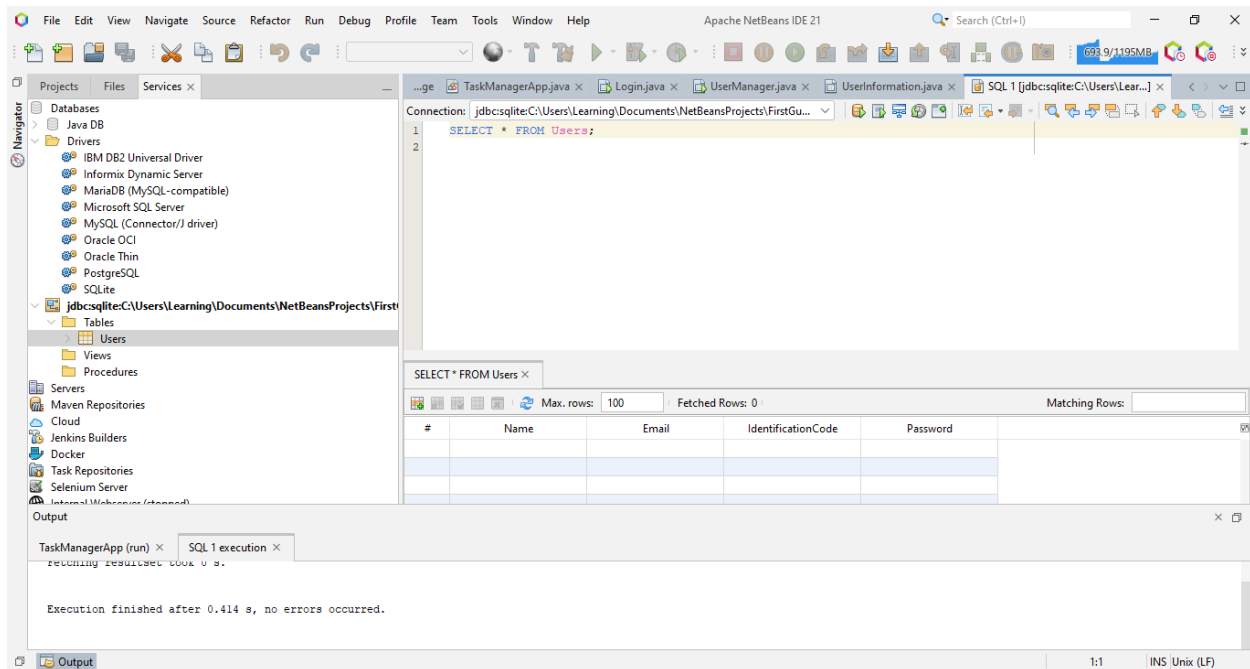 File Edit View Navigate Source Refactor Run Debug Profile Team Tools Window Help Apache NetBeans IDE 21 Search (Ctrl+I)
693.9/1195MB
Projects Files Services
...ge TaskManagerApp.java Login.java UserManager.java UserInformation.java SQL 1 [jdbc:sqlite:C:\Users\Lear...]
Navigator
Databases
Java DB
Drivers
IBM DB2 Universal Driver
Informix Dynamic Server
MariaDB (MySQL-compatible)
Microsoft SQL Server
MySQL (Connector/J driver)
Oracle OCI
Oracle Thin
PostgreSQL
SQLite
jdbc:sqlite:C:\Users\Learning\Documents\NetBeansProjects\First
Tables
Users
Views
Procedures
Servers
Maven Repositories
Cloud
Jenkins Builders
Docker
Task Repositories
Selenium Server
Internal Webserver (stopped)
Connection: jdbc:sqlite:C:\Users\Learning\Documents\NetBeansProjects\FirstGu...
1 SELECT * FROM Users;
2
SELECT * FROM Users
Max. rows: 100 Fetched Rows: 0 Matching Rows:
# Name Email IdentificationCode Password
Output
TaskManagerApp (run) SQL 1 execution
Fetching resultset took 0 s.
Execution finished after 0.414 s, no errors occurred.
Output 1:1 INS Unix (LF)